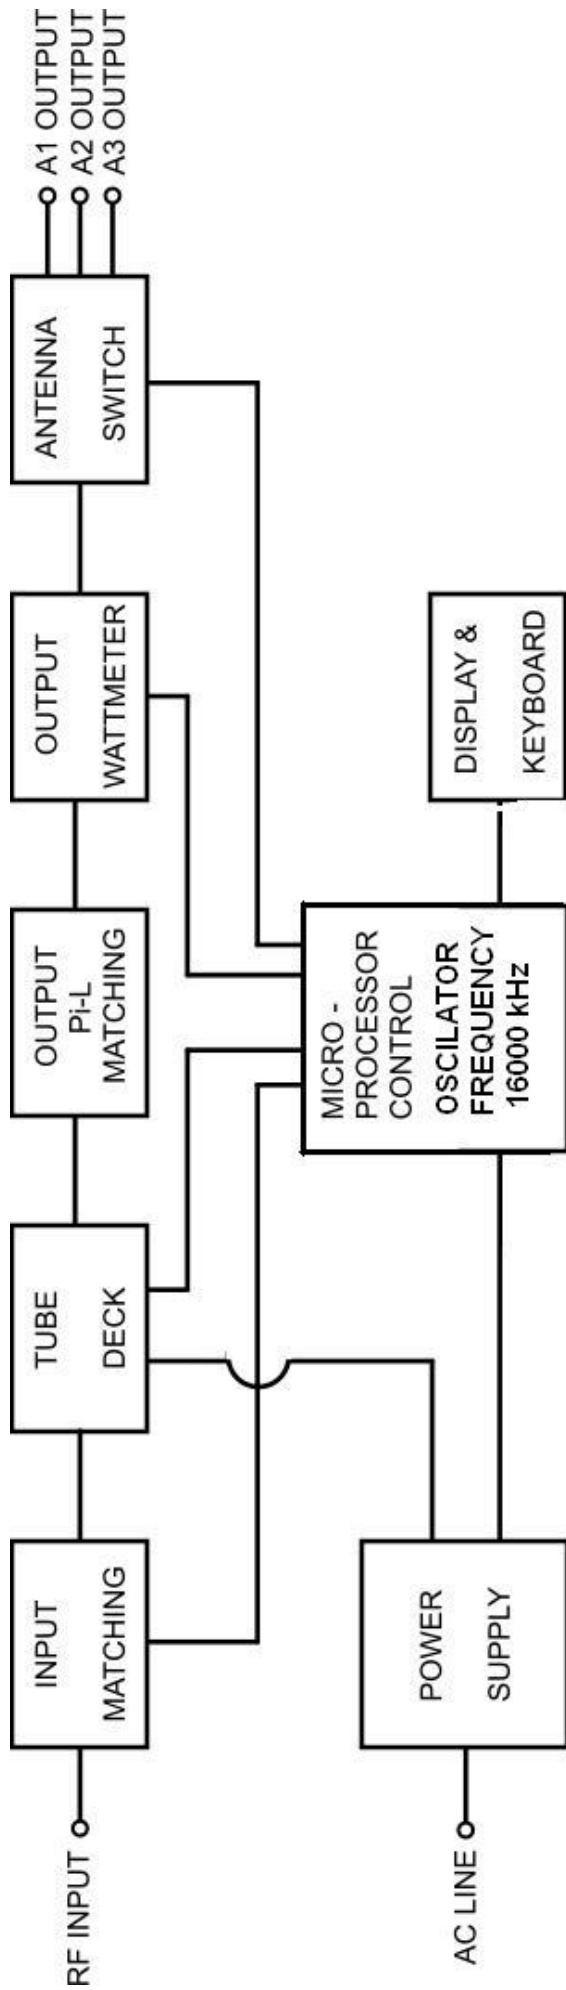 RF INPUT
INPUT
MATCHING
TUBE
DECK
OUTPUT
Pi-L
MATCHING
OUTPUT
WATTMETER
ANTENNA
SWITCH
A1 OUTPUT
A2 OUTPUT
A3 OUTPUT
AC LINE
POWER
SUPPLY
MICRO -
PROCESSOR
CONTROL
OSCILATOR
FREQUENCY
16000 kHz
DISPLAY &
KEYBOARD